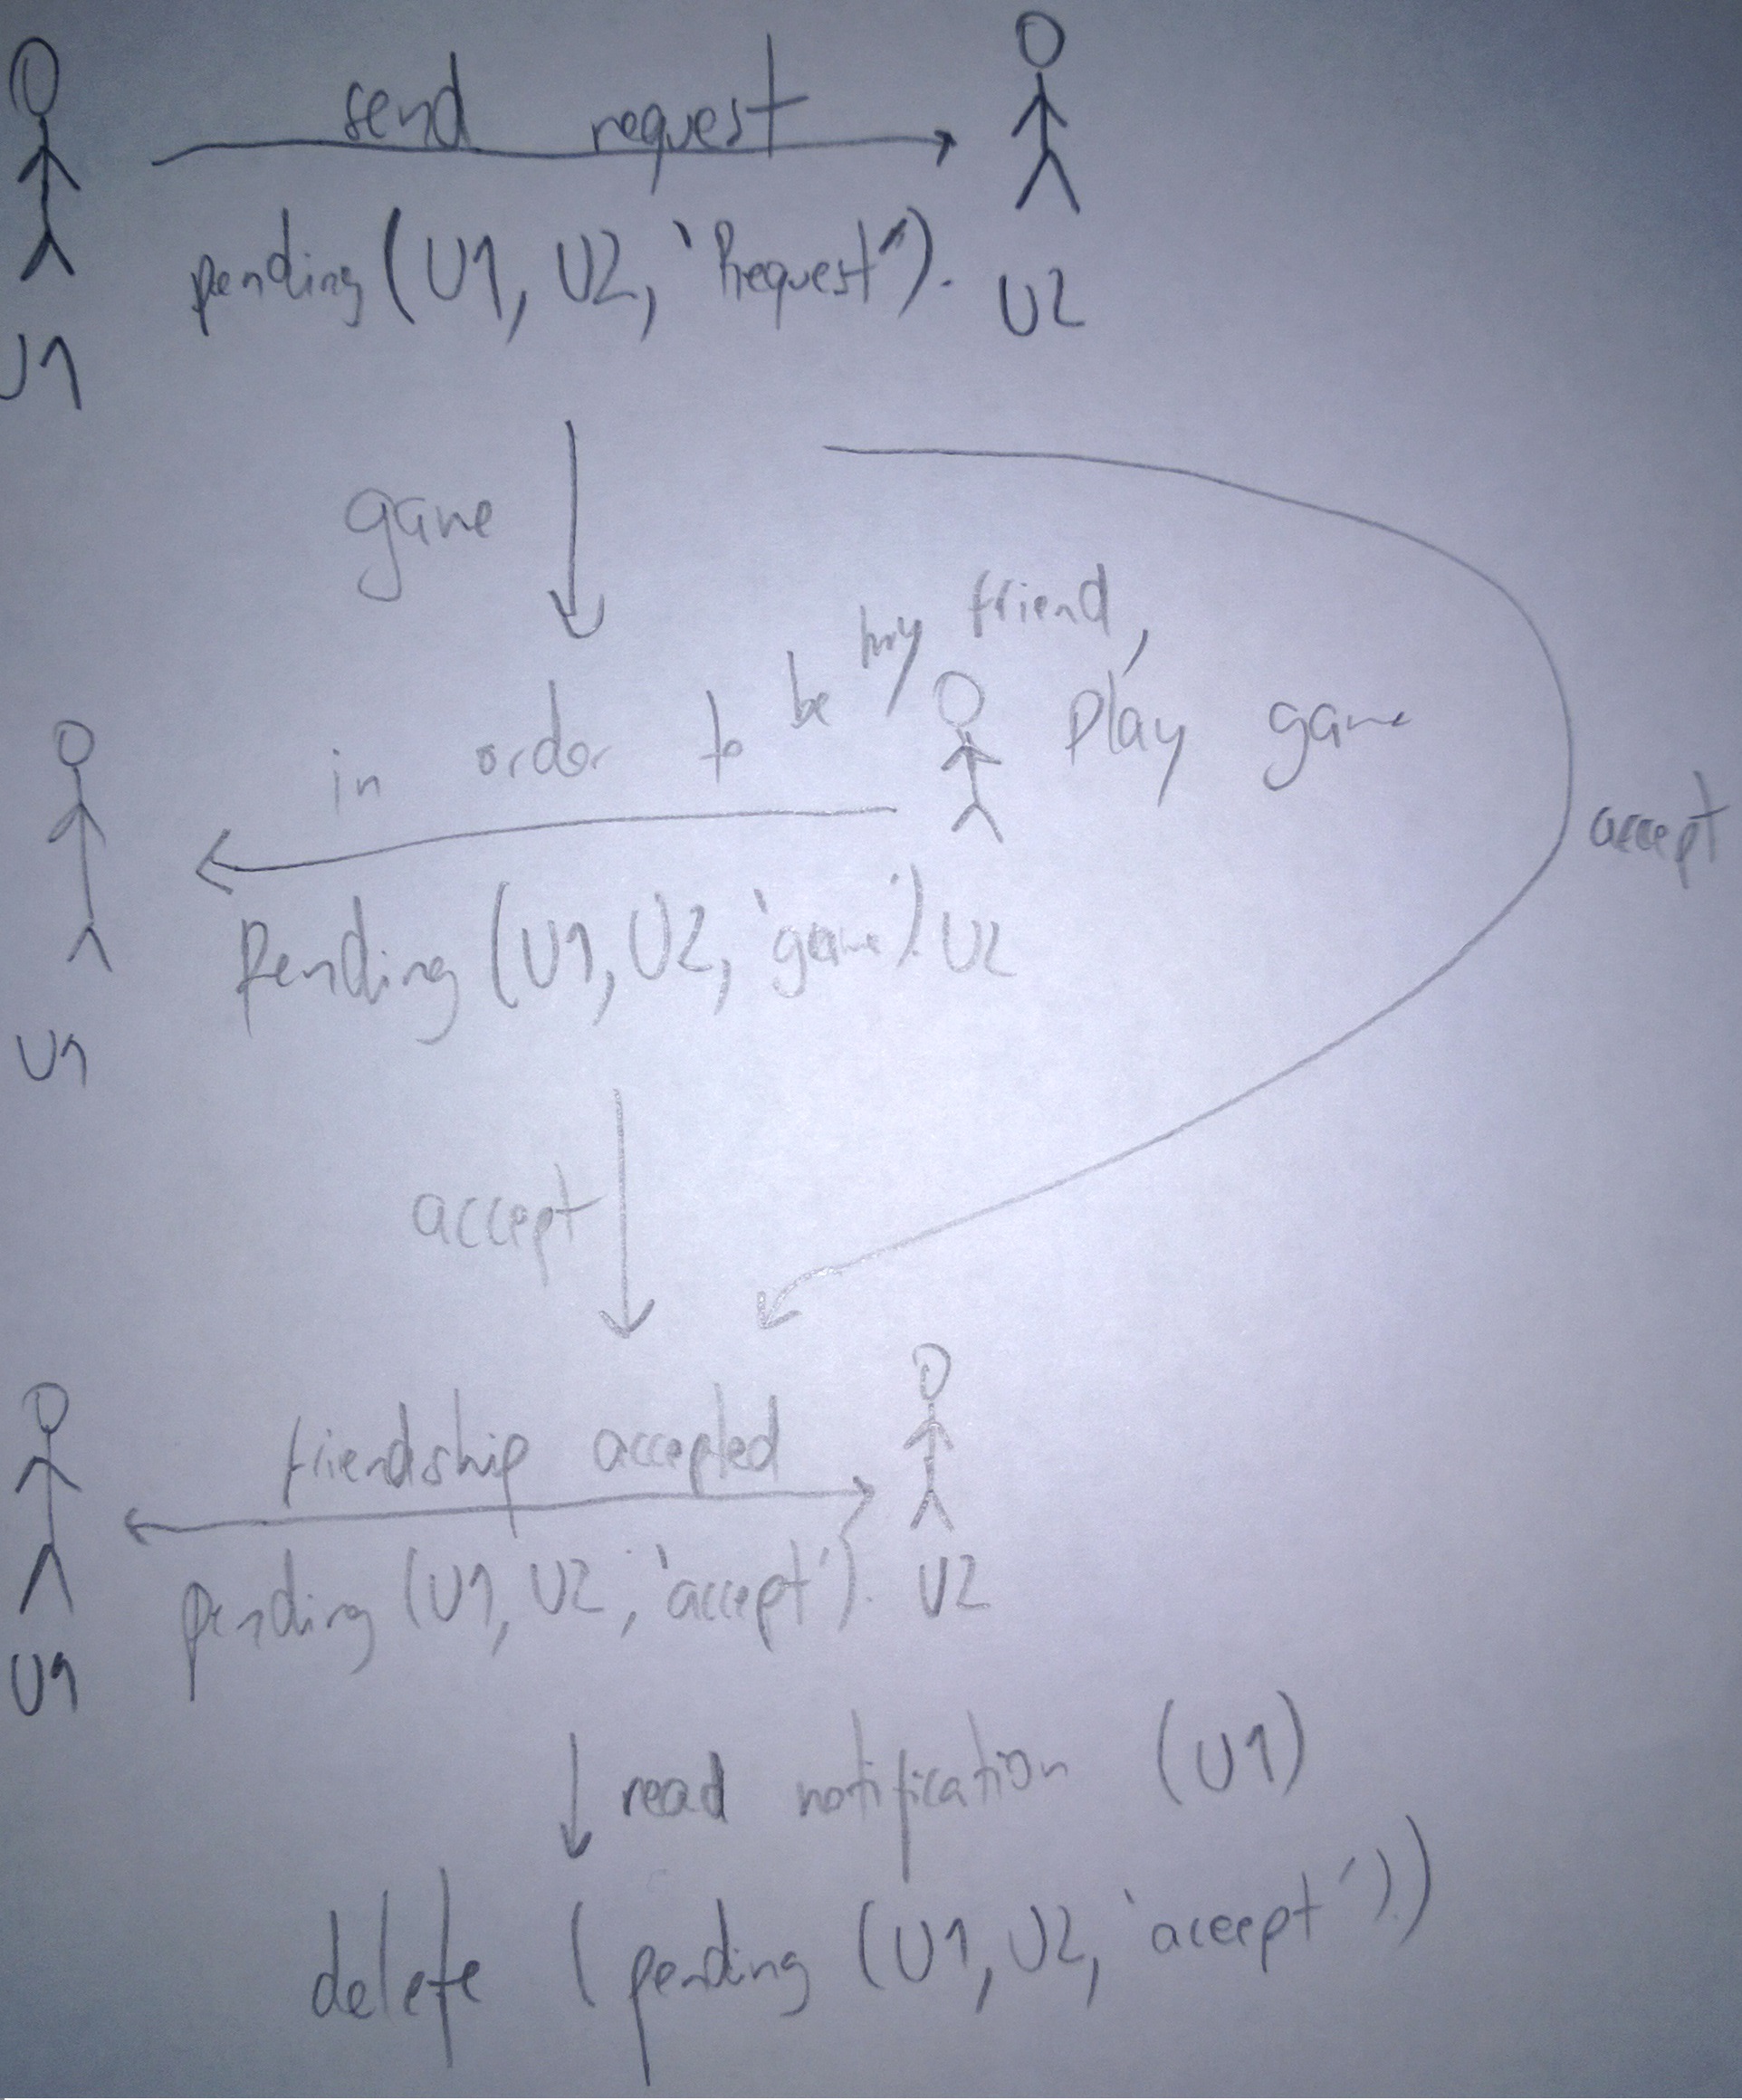 send request
pending(U1, U2, 'Request').
U2
U1
game
in order to be my friend,
play game
accept
pending (U1, U2, 'game').
U2
U1
accept
friendship accepted
pending (U1, U2, 'accept').
U2
U1
read notification (U1)
delete (pending (U1, U2, 'accept').)